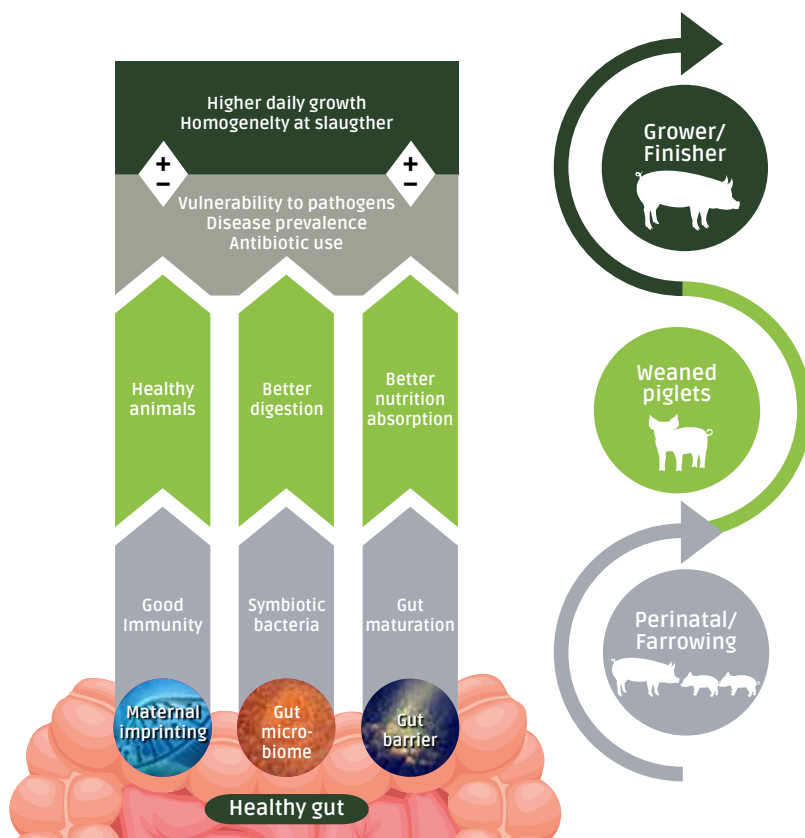 Higher daily growth
Homogenelty at slaugther
+
−
+
−
Vulnerability to pathogens
Disease prevalence
Antibiotic use
Healthy
animals
Better
digestion
Better
nutrition
absorption
Good
Immunity
Symbiotic
bacteria
Gut
maturation
Maternal
imprinting
Gut
micro-
biome
Gut
barrier
Healthy gut
Grower/
Finisher
Weaned
piglets
Perinatal/
Farrowing